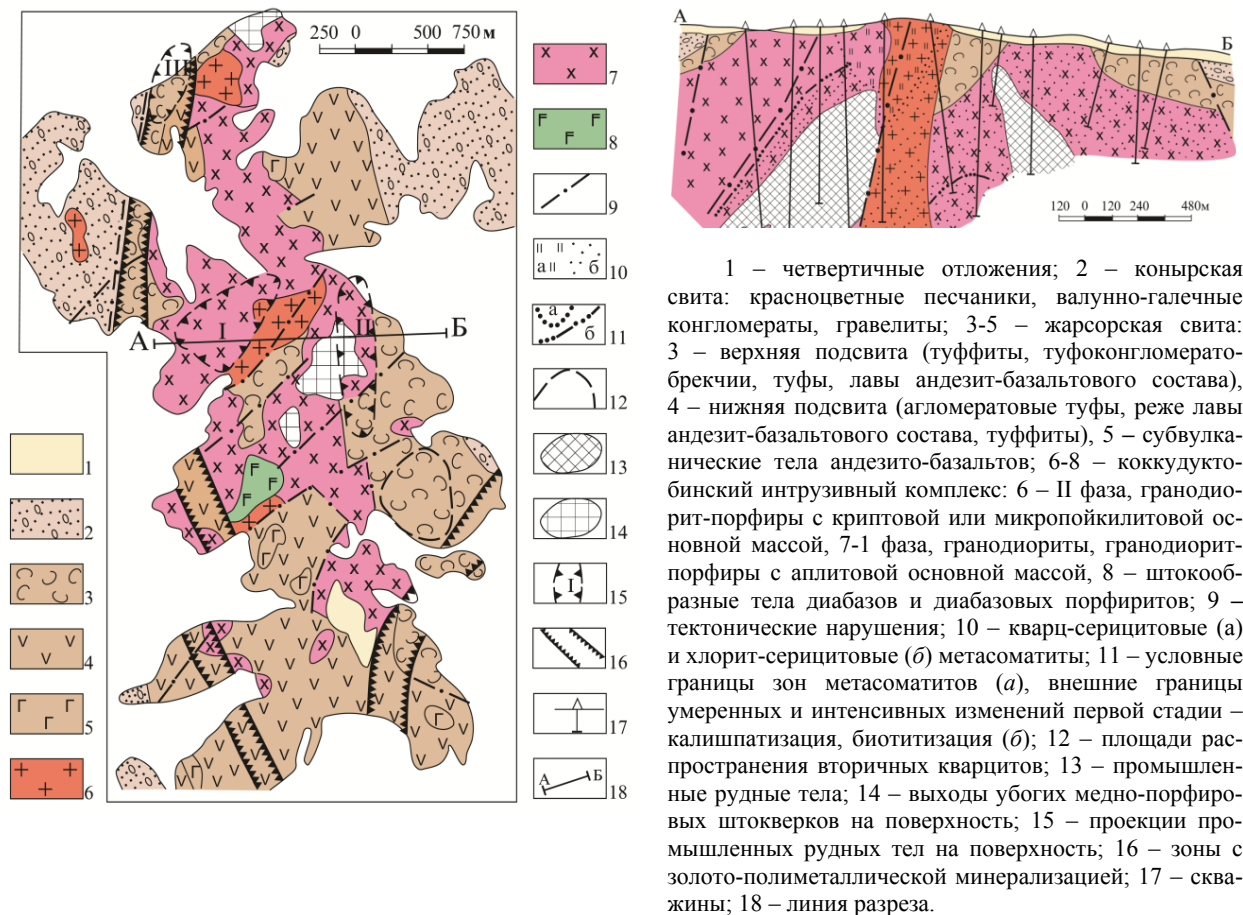 250 0 500 750 м
III
I
II
А
Б
1
2
3
4
5
6
7
8
9
а б 10
а б 11
12
13
14
I 15
16
17
А Б 18
А
Б
120 0 120 240 480м
1 – четвертичные отложения; 2 – конырская
свита: красноцветные песчаники, валунно-галечные
конгломераты, гравелиты; 3-5 – жарсорская свита:
3 – верхняя подсвита (туффиты, туфоконгломерато-
брекчии, туфы, лавы андезит-базальтового состава),
4 – нижняя подсвита (агломератовые туфы, реже лавы
андезит-базальтового состава, туффиты), 5 – субвулка-
нические тела андезито-базальтов; 6-8 – коккудукто-
бинский интрузивный комплекс: 6 – II фаза, гранодио-
рит-порфиры с криптовой или микропойкилитовой ос-
новной массой, 7-1 фаза, гранодиориты, гранодиорит-
порфиры с аплитовой основной массой, 8 – штокооб-
разные тела диабазов и диабазовых порфиритов; 9 –
тектонические нарушения; 10 – кварц-серицитовые (а)
и хлорит-серицитовые (б) метасоматиты; 11 – условные
границы зон метасоматитов (а), внешние границы
умеренных и интенсивных изменений первой стадии –
калишпатизация, биотитизация (б); 12 – площади рас-
пространения вторичных кварцитов; 13 – промышлен-
ные рудные тела; 14 – выходы убогих медно-порфиро-
вых штокверков на поверхность; 15 – проекции про-
мышленных рудных тел на поверхность; 16 – зоны с
золото-полиметаллической минерализацией; 17 – сква-
жины; 18 – линия разреза.